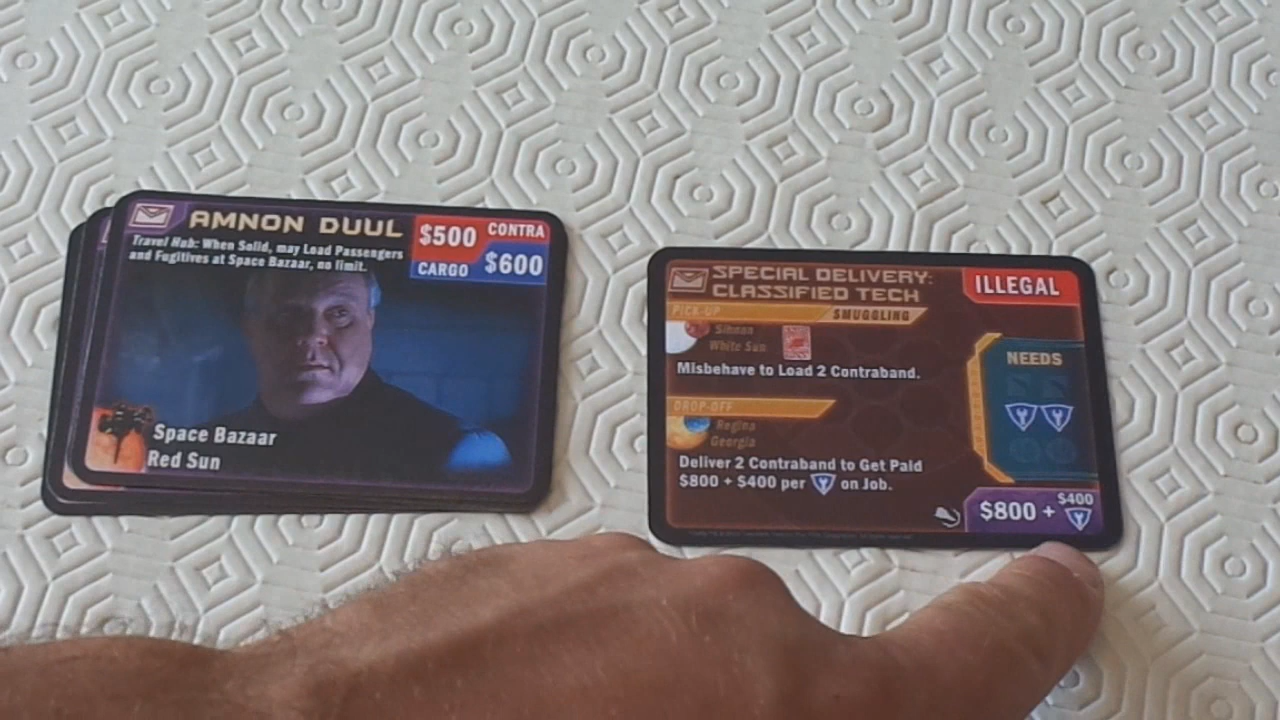 AMNON DUUL
Travel Hub: When Solid, may Load Passengers
and Fugitives at Space Bazaar, no limit.
$500 CONTRA
CARGO $600
Space Bazaar
Red Sun
SPECIAL DELIVERY:
CLASSIFIED TECH
ILLEGAL
PICK-UP
SMUGGLING
Sihnon
White Sun
Misbehave to Load 2 Contraband.
NEEDS
DROP-OFF
Regina
Georgia
Deliver 2 Contraband to Get Paid
$800 + $400 per on Job.
$800 + $400